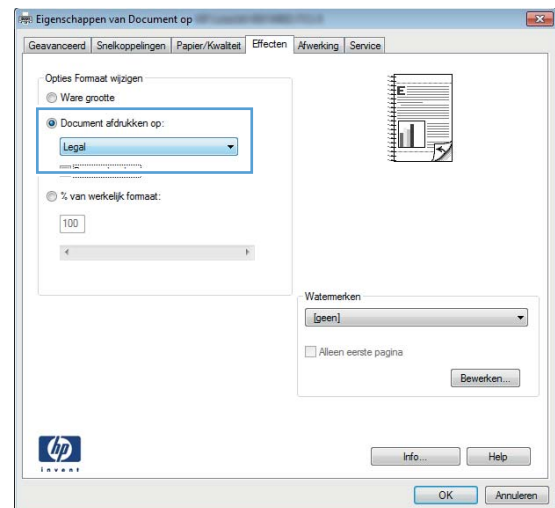 Eigenschappen van Document op
Geavanceerd Snelkoppelingen Papier/Kwaliteit Effecten Afwerking Service
Opties Formaat wijzigen
Ware grootte
Document afdrukken op:
Legal
% van werkelijk formaat:
100
E
Watermerken
[geen]
Alleen eerste pagina
Bewerken...
hp
invent
Info...
Help
OK
Annuleren